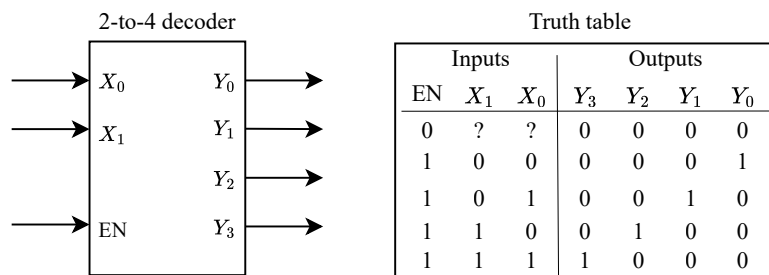 2-to-4 decoder
X0
X1
EN
Y0
Y1
Y2
Y3
Truth table
Inputs Outputs
EN X1 X0 Y3 Y2 Y1 Y0
0 ? ? 0 0 0 0
1 0 0 0 0 0 1
1 0 1 0 0 1 0
1 1 0 0 1 0 0
1 1 1 1 0 0 0